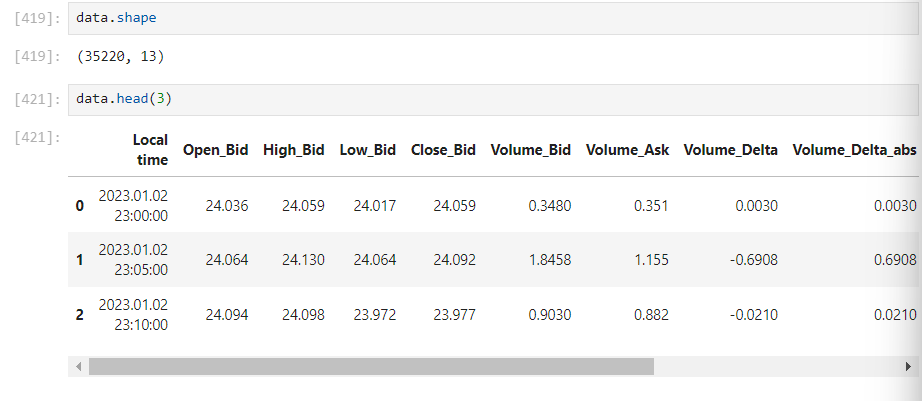 [419]: data.shape
[419]: (35220, 13)
[421]: data.head(3)
[421]:
Local time Open_Bid High_Bid Low_Bid Close_Bid Volume_Bid Volume_Ask Volume_Delta Volume_Delta_abs
0 2023.01.02 23:00:00 24.036 24.059 24.017 24.059 0.3480 0.351 0.0030 0.0030
1 2023.01.02 23:05:00 24.064 24.130 24.064 24.092 1.8458 1.155 -0.6908 0.6908
2 2023.01.02 23:10:00 24.094 24.098 23.972 23.977 0.9030 0.882 -0.0210 0.0210